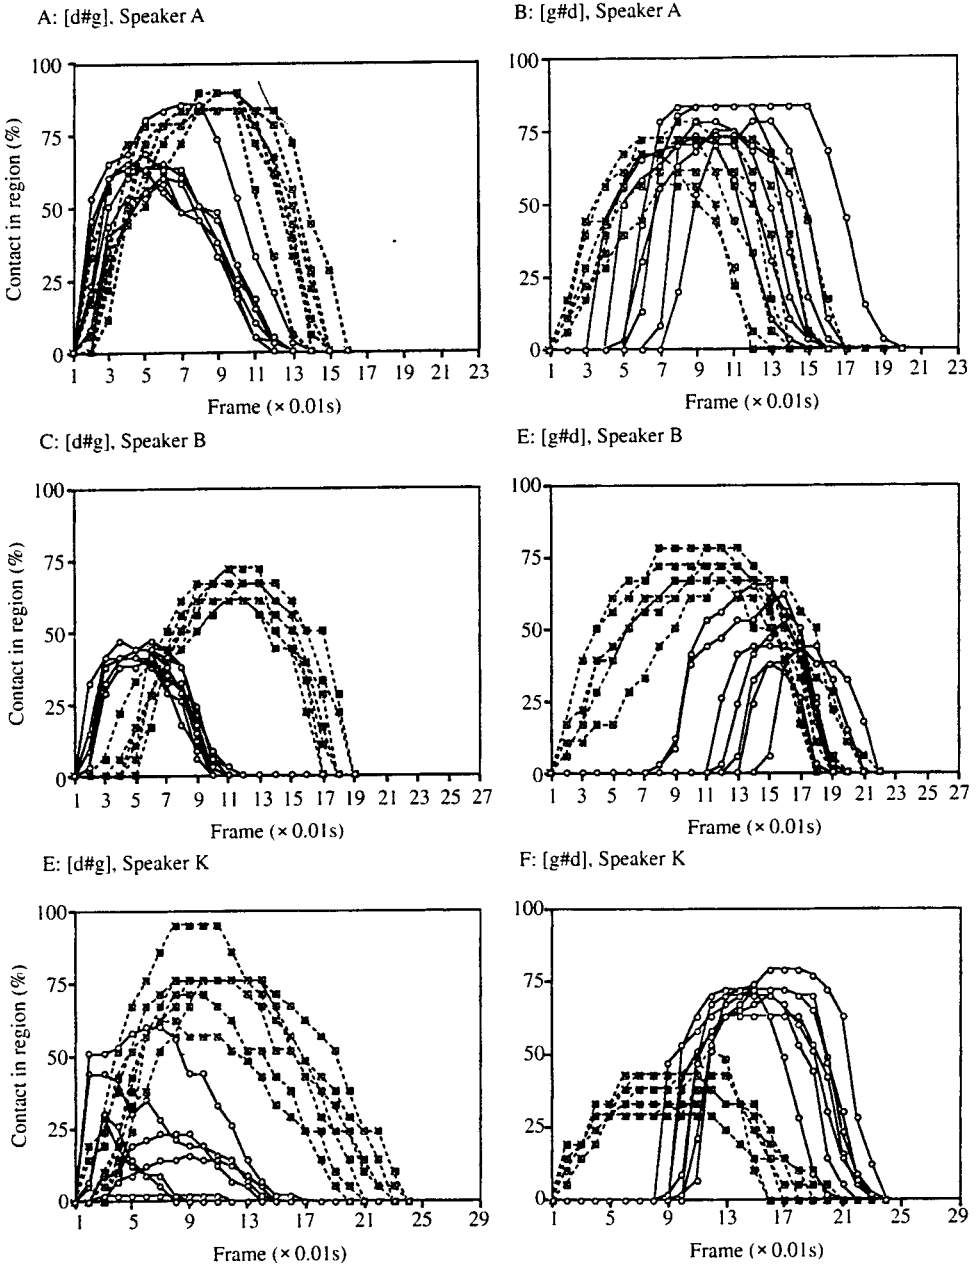 A: [d#g], Speaker A
B: [g#d], Speaker A
Contact in region (%)
100
75
50
25
0
1 3 5 7 9 11 13 15 17 19 21 23
Frame (× 0.01s)
100
75
50
25
0
1 3 5 7 9 11 13 15 17 19 21 23
Frame (× 0.01s)
C: [d#g], Speaker B
E: [g#d], Speaker B
Contact in region (%)
100
75
50
25
0
1 3 5 7 9 11 13 15 17 19 21 23 25 27
Frame (× 0.01s)
100
75
50
25
0
1 3 5 7 9 11 13 15 17 19 21 23 25 27
Frame (× 0.01s)
E: [d#g], Speaker K
F: [g#d], Speaker K
Contact in region (%)
100
75
50
25
0
1 5 9 13 17 21 25 29
Frame (× 0.01s)
100
75
50
25
0
1 5 9 13 17 21 25 29
Frame (× 0.01s)